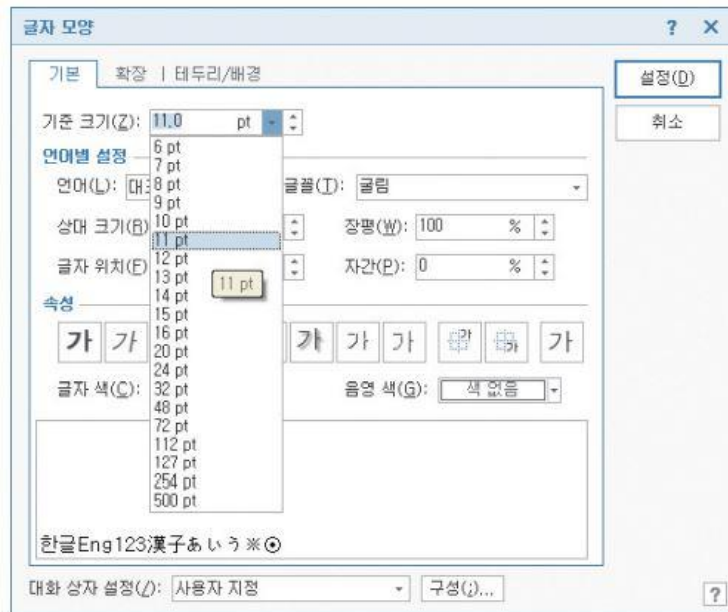 글자 모양
기본 확장 테두리/배경
설정(D)
취소
기준 크기(Z): 11.0 pt
6 pt
7 pt
8 pt
9 pt
10 pt
11 pt
12 pt
13 pt
14 pt
15 pt
16 pt
20 pt
24 pt
32 pt
48 pt
72 pt
112 pt
127 pt
254 pt
500 pt
11 pt
언어별 설정
언어(L): 글꼴(T): 굴림
상대 크기(R) 장평(W): 100 %
글자 위치(E) 자간(P): 0 %
속성
가 가 가 가 가 가 가 가
글자 색(C): 음영 색(G): 색 없음
한글Eng123漢子あいう※⊙
대화 상자 설정(/): 사용자 지정 구성(;)...